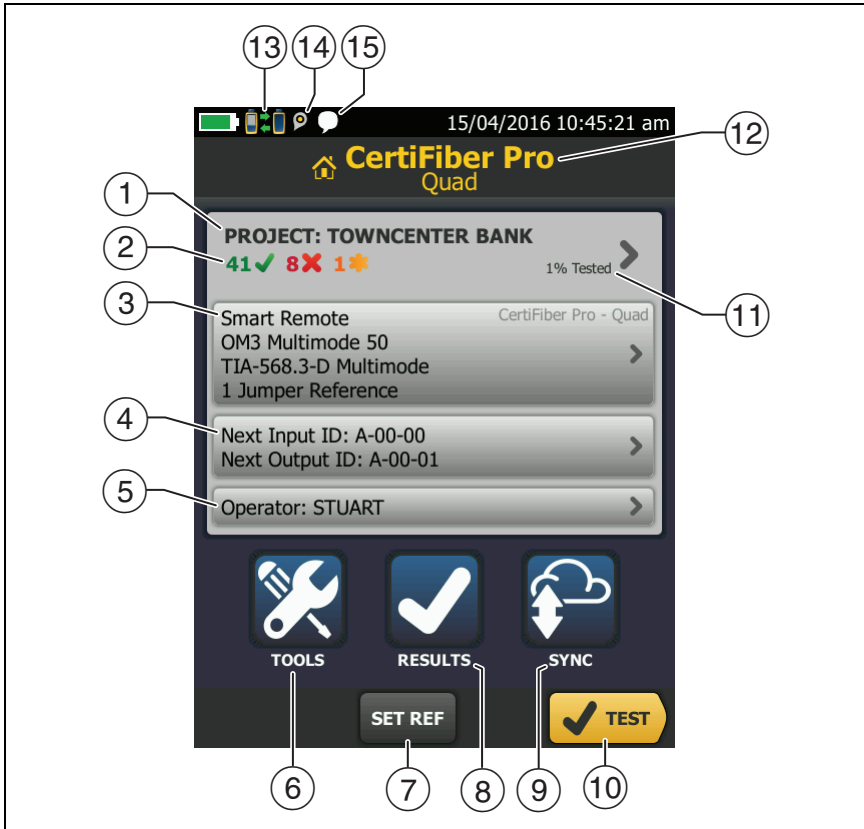 13 14 15
15/04/2016 10:45:21 am
CertiFiber Pro
Quad
12
1
PROJECT: TOWNCENTER BANK
2
41 8 1
1% Tested
11
3
Smart Remote
CertiFiber Pro - Quad
OM3 Multimode 50
TIA-568.3-D Multimode
1 Jumper Reference
4
Next Input ID: A-00-00
Next Output ID: A-00-01
5
Operator: STUART
TOOLS RESULTS SYNC
SET REF TEST
6 7 8 9 10